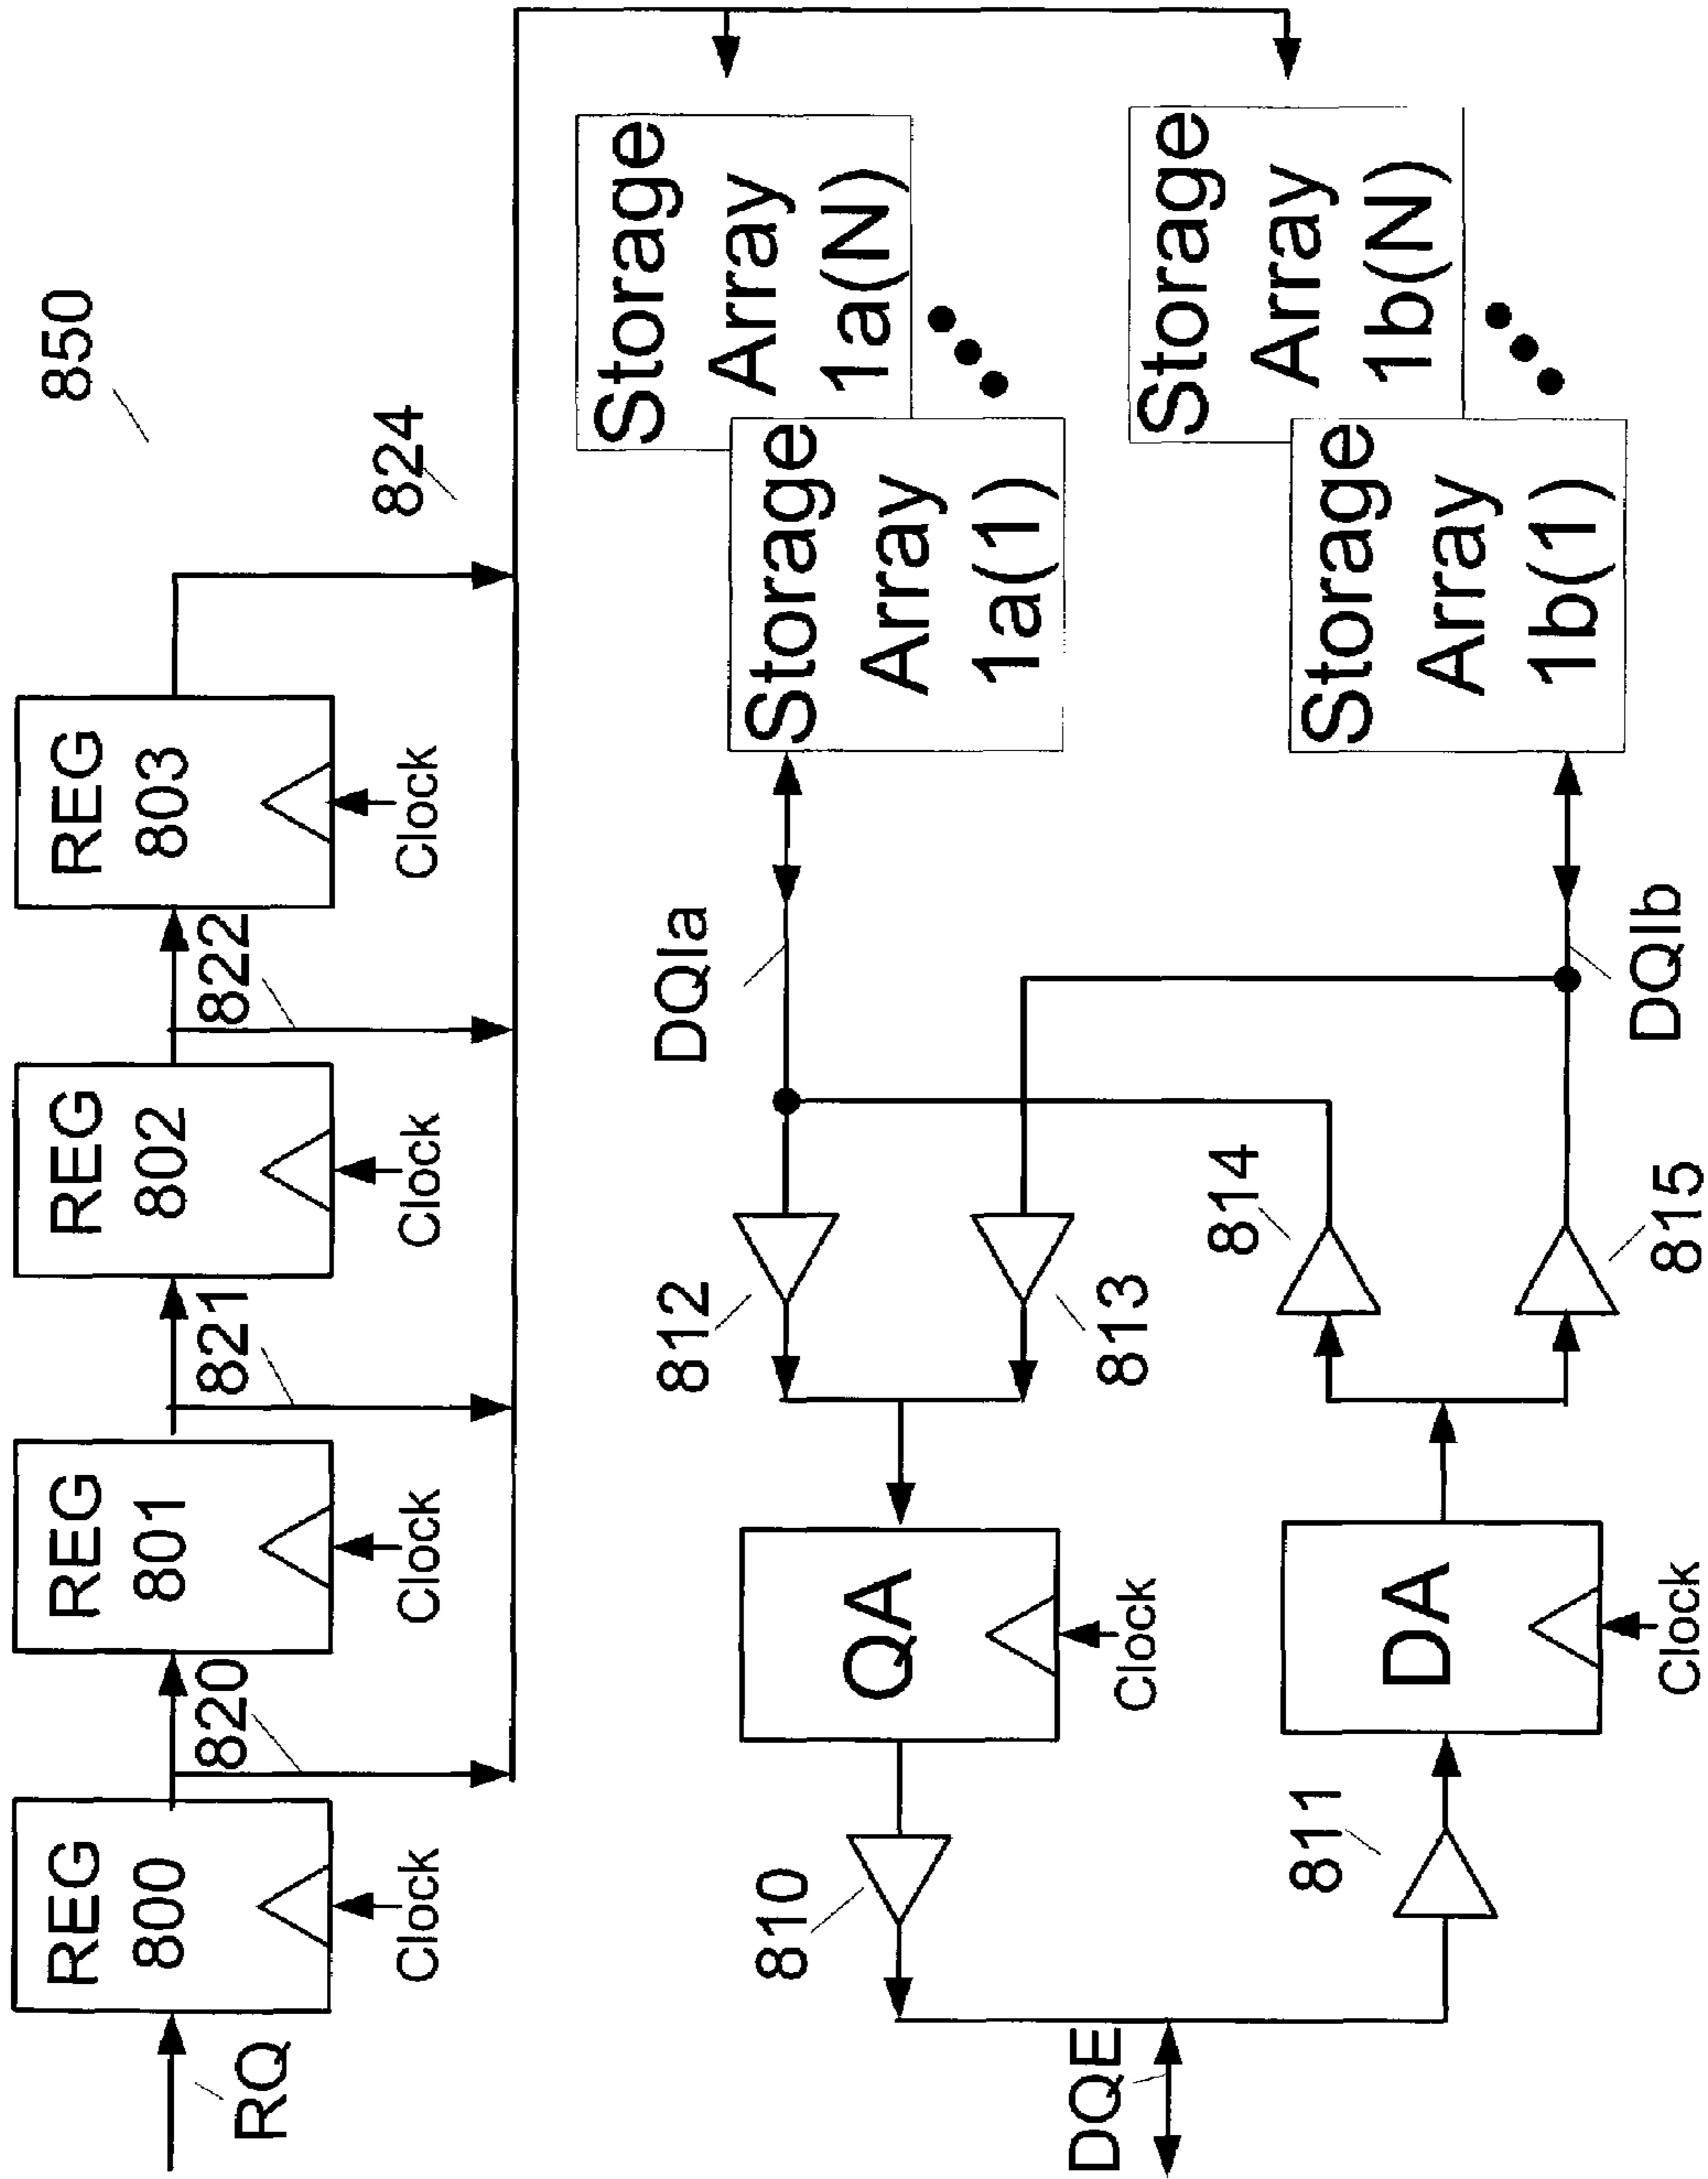 850
RQ
REG
800
Clock
820
REG
801
Clock
821
REG
802
Clock
822
REG
803
Clock
824
DQE
810
QA
Clock
812
813
DQIa
Storage
Array
1a(1)
Storage
Array
1a(N)
811
DA
Clock
814
815
DQIb
Storage
Array
1b(1)
Storage
Array
1b(N)